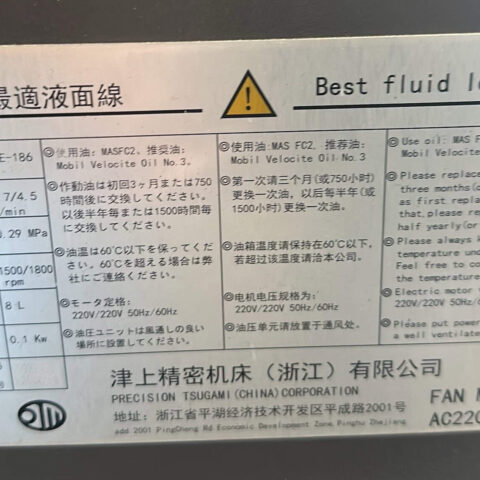 最適液面線
Best fluid
E-186
7/4.5
/min
0.29 MPa
1500/1800
rpm
8 L
0.1 Kw
◎使用油：MASFC2、推奨油：
Mobil Velocite Oil No.3。
◎作動油は初回3ヶ月または750
時間後に交換してください。
以後半年毎または1500時間毎
に交換してください。
◎油温は60℃以下を保ってくだ
さい。60℃を超える場合は弊
社にご連絡ください。
◎モータ定格：
220V/220V 50Hz/60Hz
◎油圧ユニットは風通しの良い
場所に設置してください。
◎使用油:MAS FC2、推荐油：
Mobil Velocite Oil No.3
◎第一次请三个月(或750小时)
更换一次油，以后每半年(或
1500小时)更换一次油。
◎油箱温度请保持在60℃以下，
若超过该温度请洽本公司。
◎电机电压规格为：
220V/220V 50Hz/60Hz
◎油压单元请放置于通风处。
◎Use oil: MAS F
Mobil Velocite
◎Please replace
three months(o
as first repla
that,please re
half yearly(or
◎Please always k
temperature und
Feel free to co
the temperature
◎Electric motor
220V/220V 50Hz/6
◎Please put power
a well ventilate
津上精密机床（浙江）有限公司
PRECISION TSUGAMI(CHINA)CORPORATION
地址：浙江省平湖经济技术开发区平成路2001号
add 2001 PingCheng Rd Economic Development Zone Pinghu Zhejiang
FAN
AC220